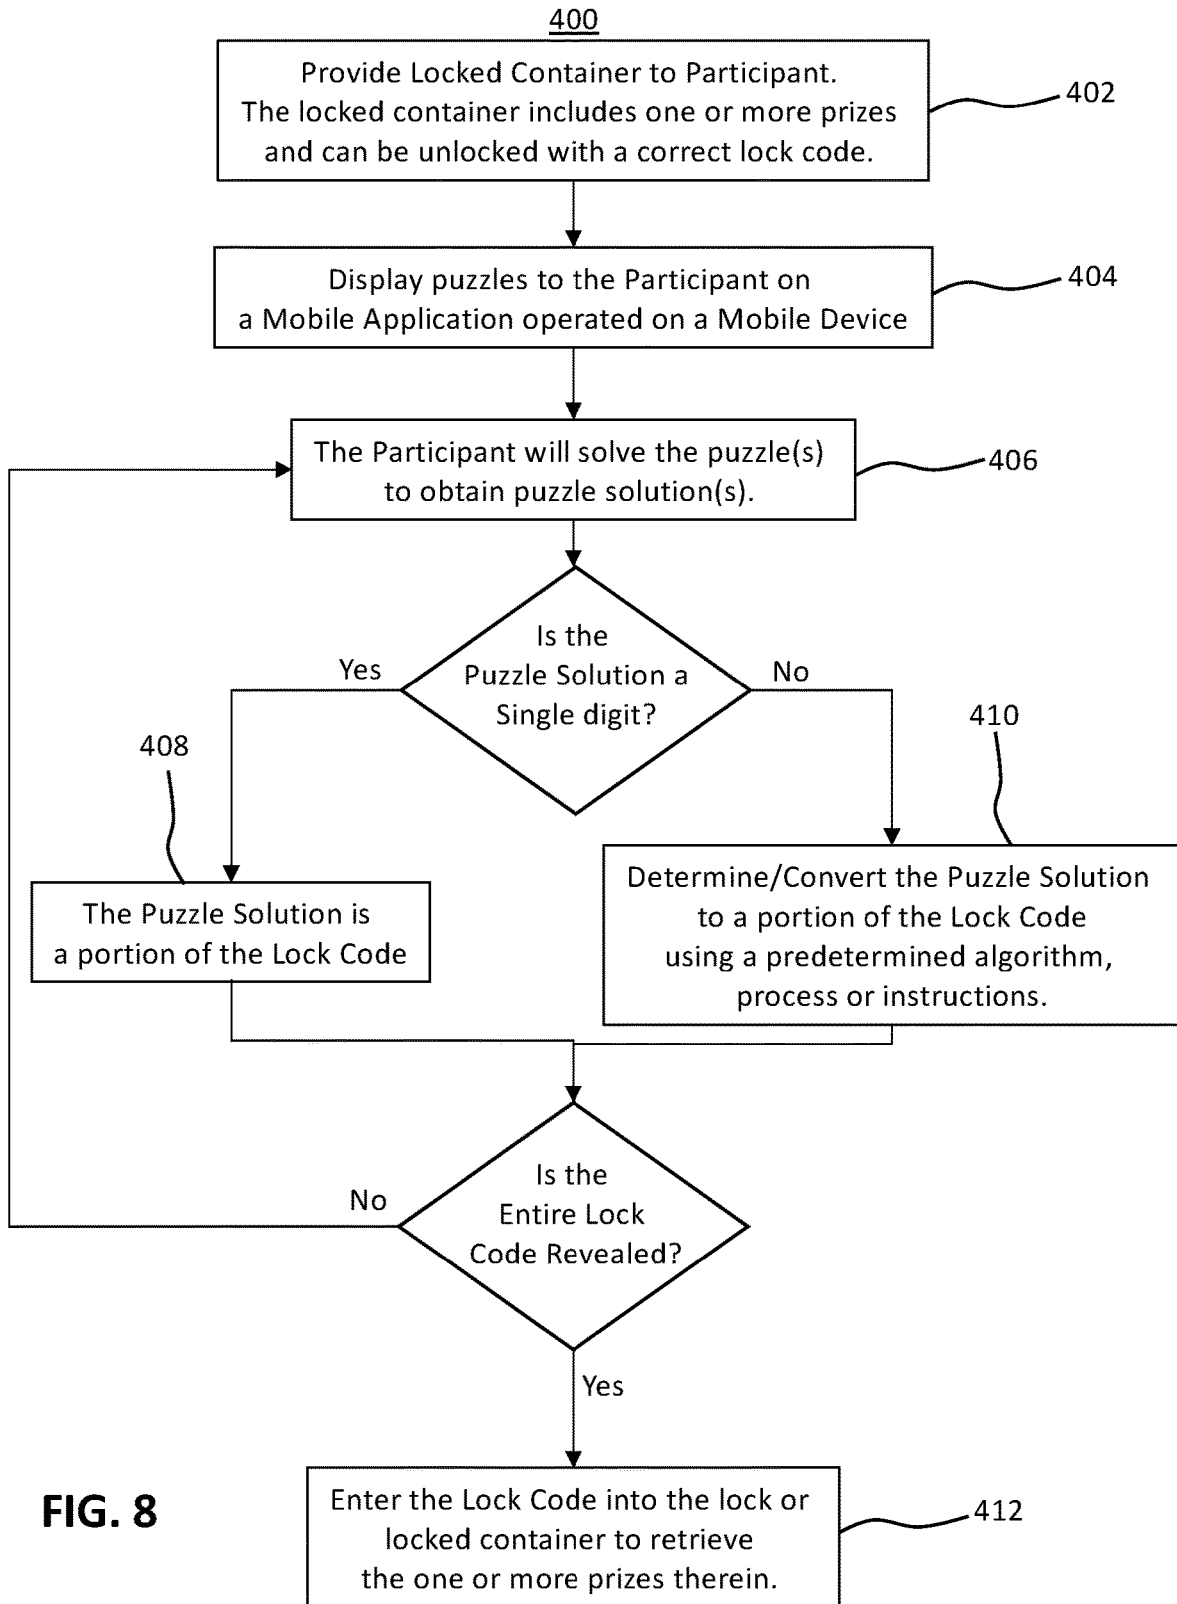 400
Provide Locked Container to Participant.
The locked container includes one or more prizes
and can be unlocked with a correct lock code.
402
Display puzzles to the Participant on
a Mobile Application operated on a Mobile Device
404
The Participant will solve the puzzle(s)
to obtain puzzle solution(s).
406
Is the
Puzzle Solution a
Single digit?
Yes
No
408
410
The Puzzle Solution is
a portion of the Lock Code
Determine/Convert the Puzzle Solution
to a portion of the Lock Code
using a predetermined algorithm,
process or instructions.
Is the
Entire Lock
Code Revealed?
No
Yes
Enter the Lock Code into the lock or
locked container to retrieve
the one or more prizes therein.
412
FIG. 8